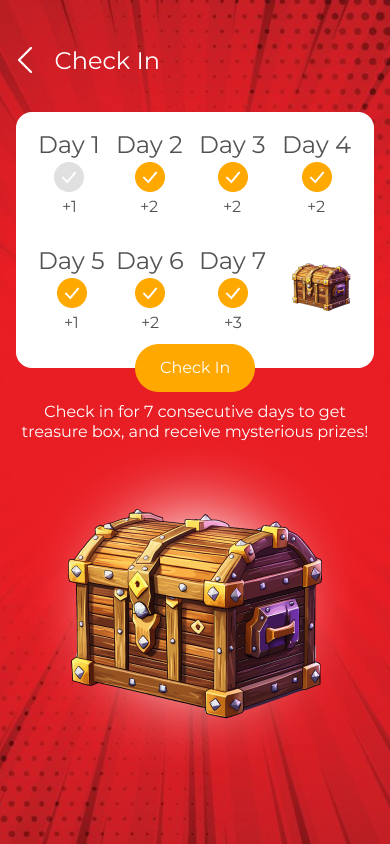 Check In
Day 1 Day 2 Day 3 Day 4
+1 +2 +2 +2
Day 5 Day 6 Day 7
+1 +2 +3
Check In
Check in for 7 consecutive days to get
treasure box, and receive mysterious prizes!